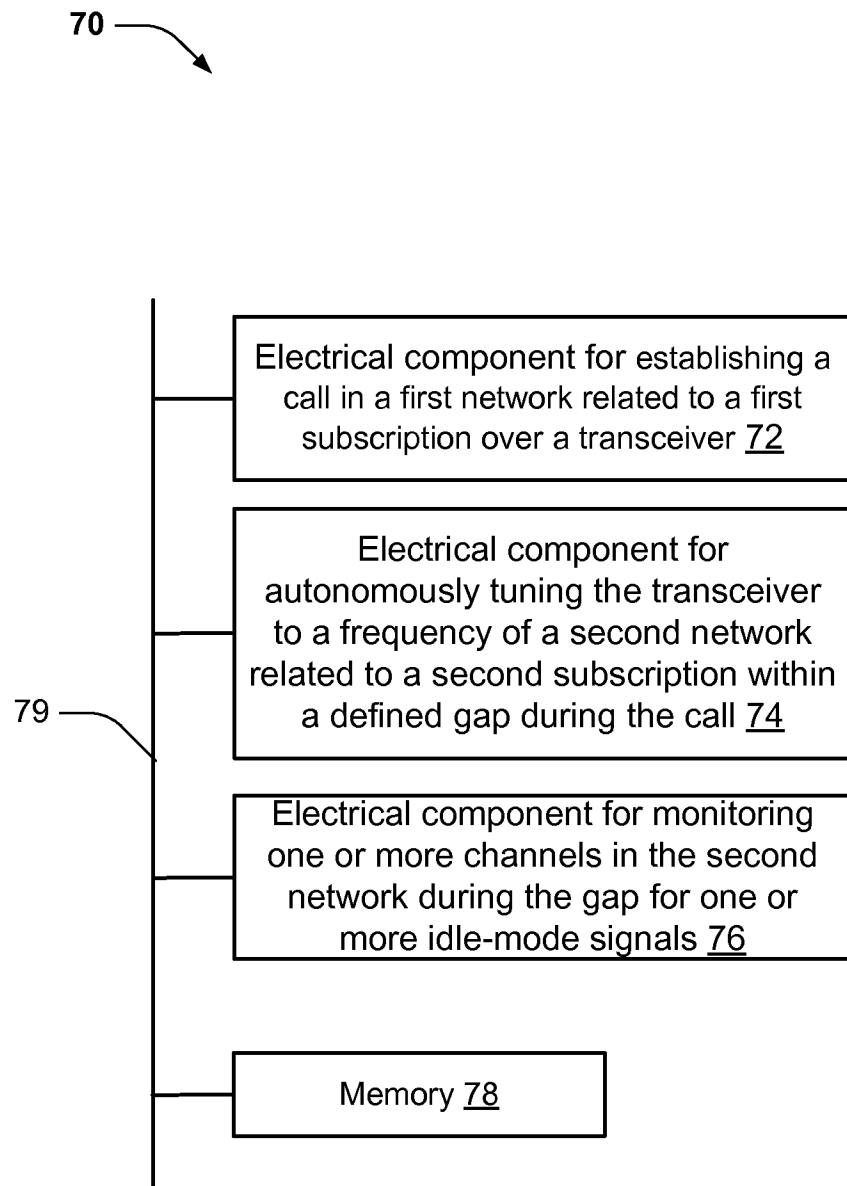 70
Electrical component for establishing a
call in a first network related to a first
subscription over a transceiver 72
Electrical component for
autonomously tuning the transceiver
to a frequency of a second network
related to a second subscription within
a defined gap during the call 74
79
Electrical component for monitoring
one or more channels in the second
network during the gap for one or
more idle-mode signals 76
Memory 78